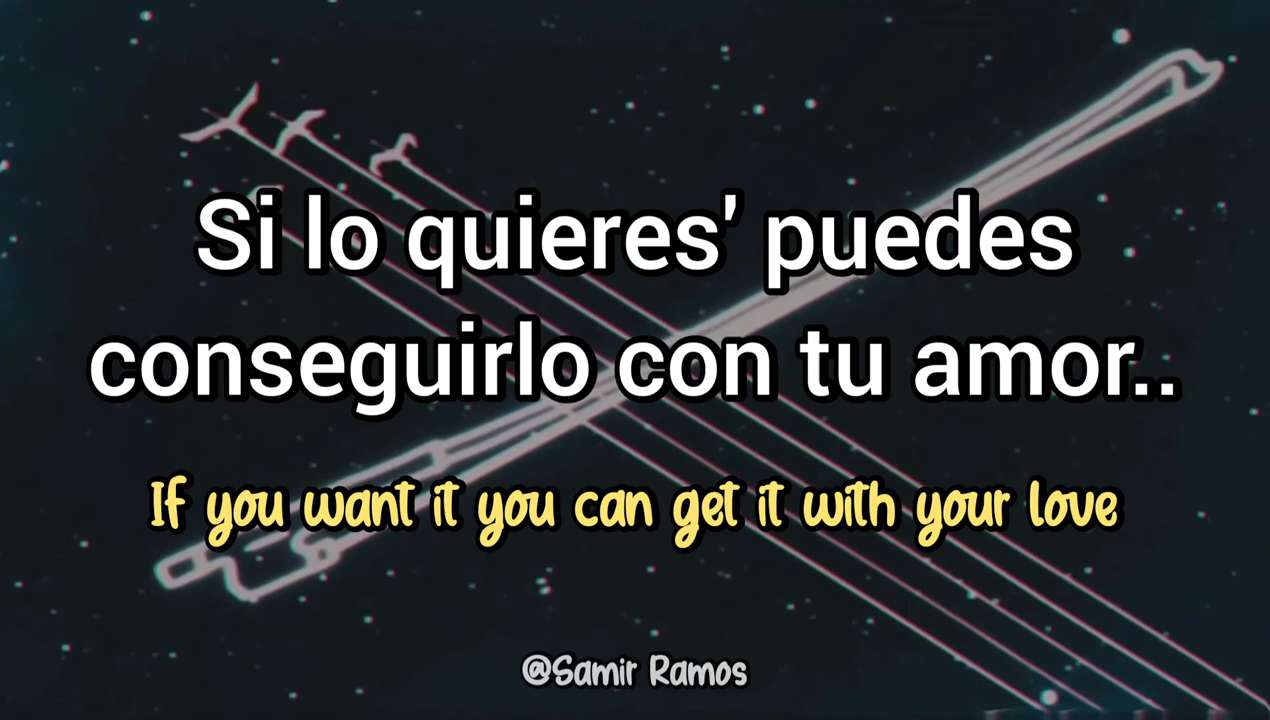 Si lo quieres' puedes
conseguirlo con tu amor..
If you want it you can get it with your love
@Samir Ramos